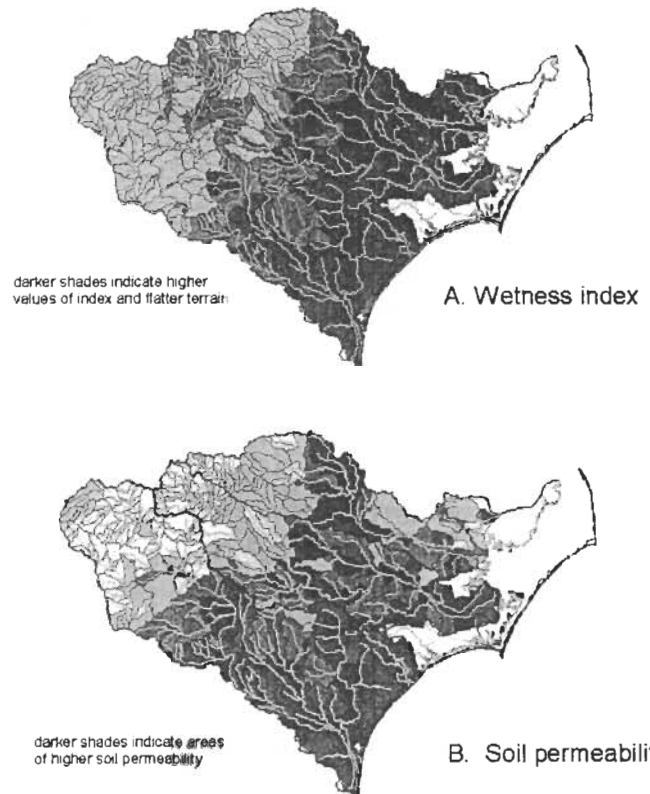 darker shades indicate higher
values of index and flatter terrain
A. Wetness index
darker shades indicate areas
of higher soil permeability
B. Soil permeabili